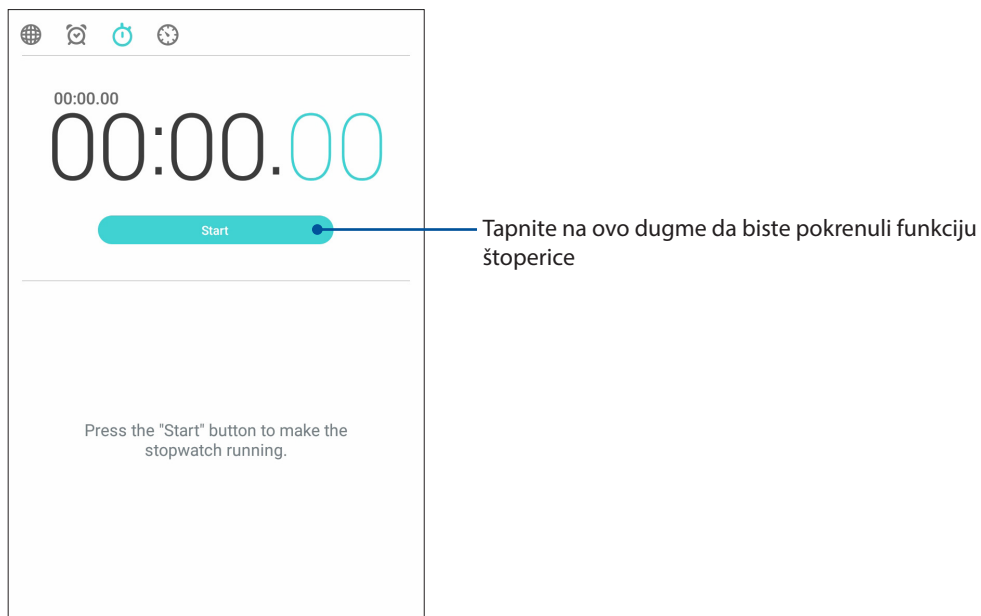 00:00.00
00:00.00
Start
Tapnite na ovo dugme da biste pokrenuli funkciju
štoperice
Press the "Start" button to make the
stopwatch running.